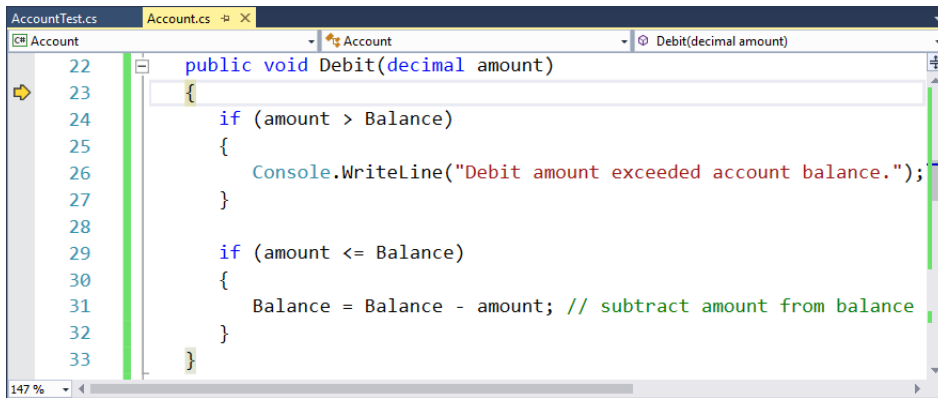 AccountTest.cs Account.cs
C# Account Account Debit(decimal amount)
22 public void Debit(decimal amount)
23 {
24 if (amount > Balance)
25 {
26 Console.WriteLine("Debit amount exceeded account balance.");
27 }
28
29 if (amount <= Balance)
30 {
31 Balance = Balance - amount; // subtract amount from balance
32 }
33 }
147 %